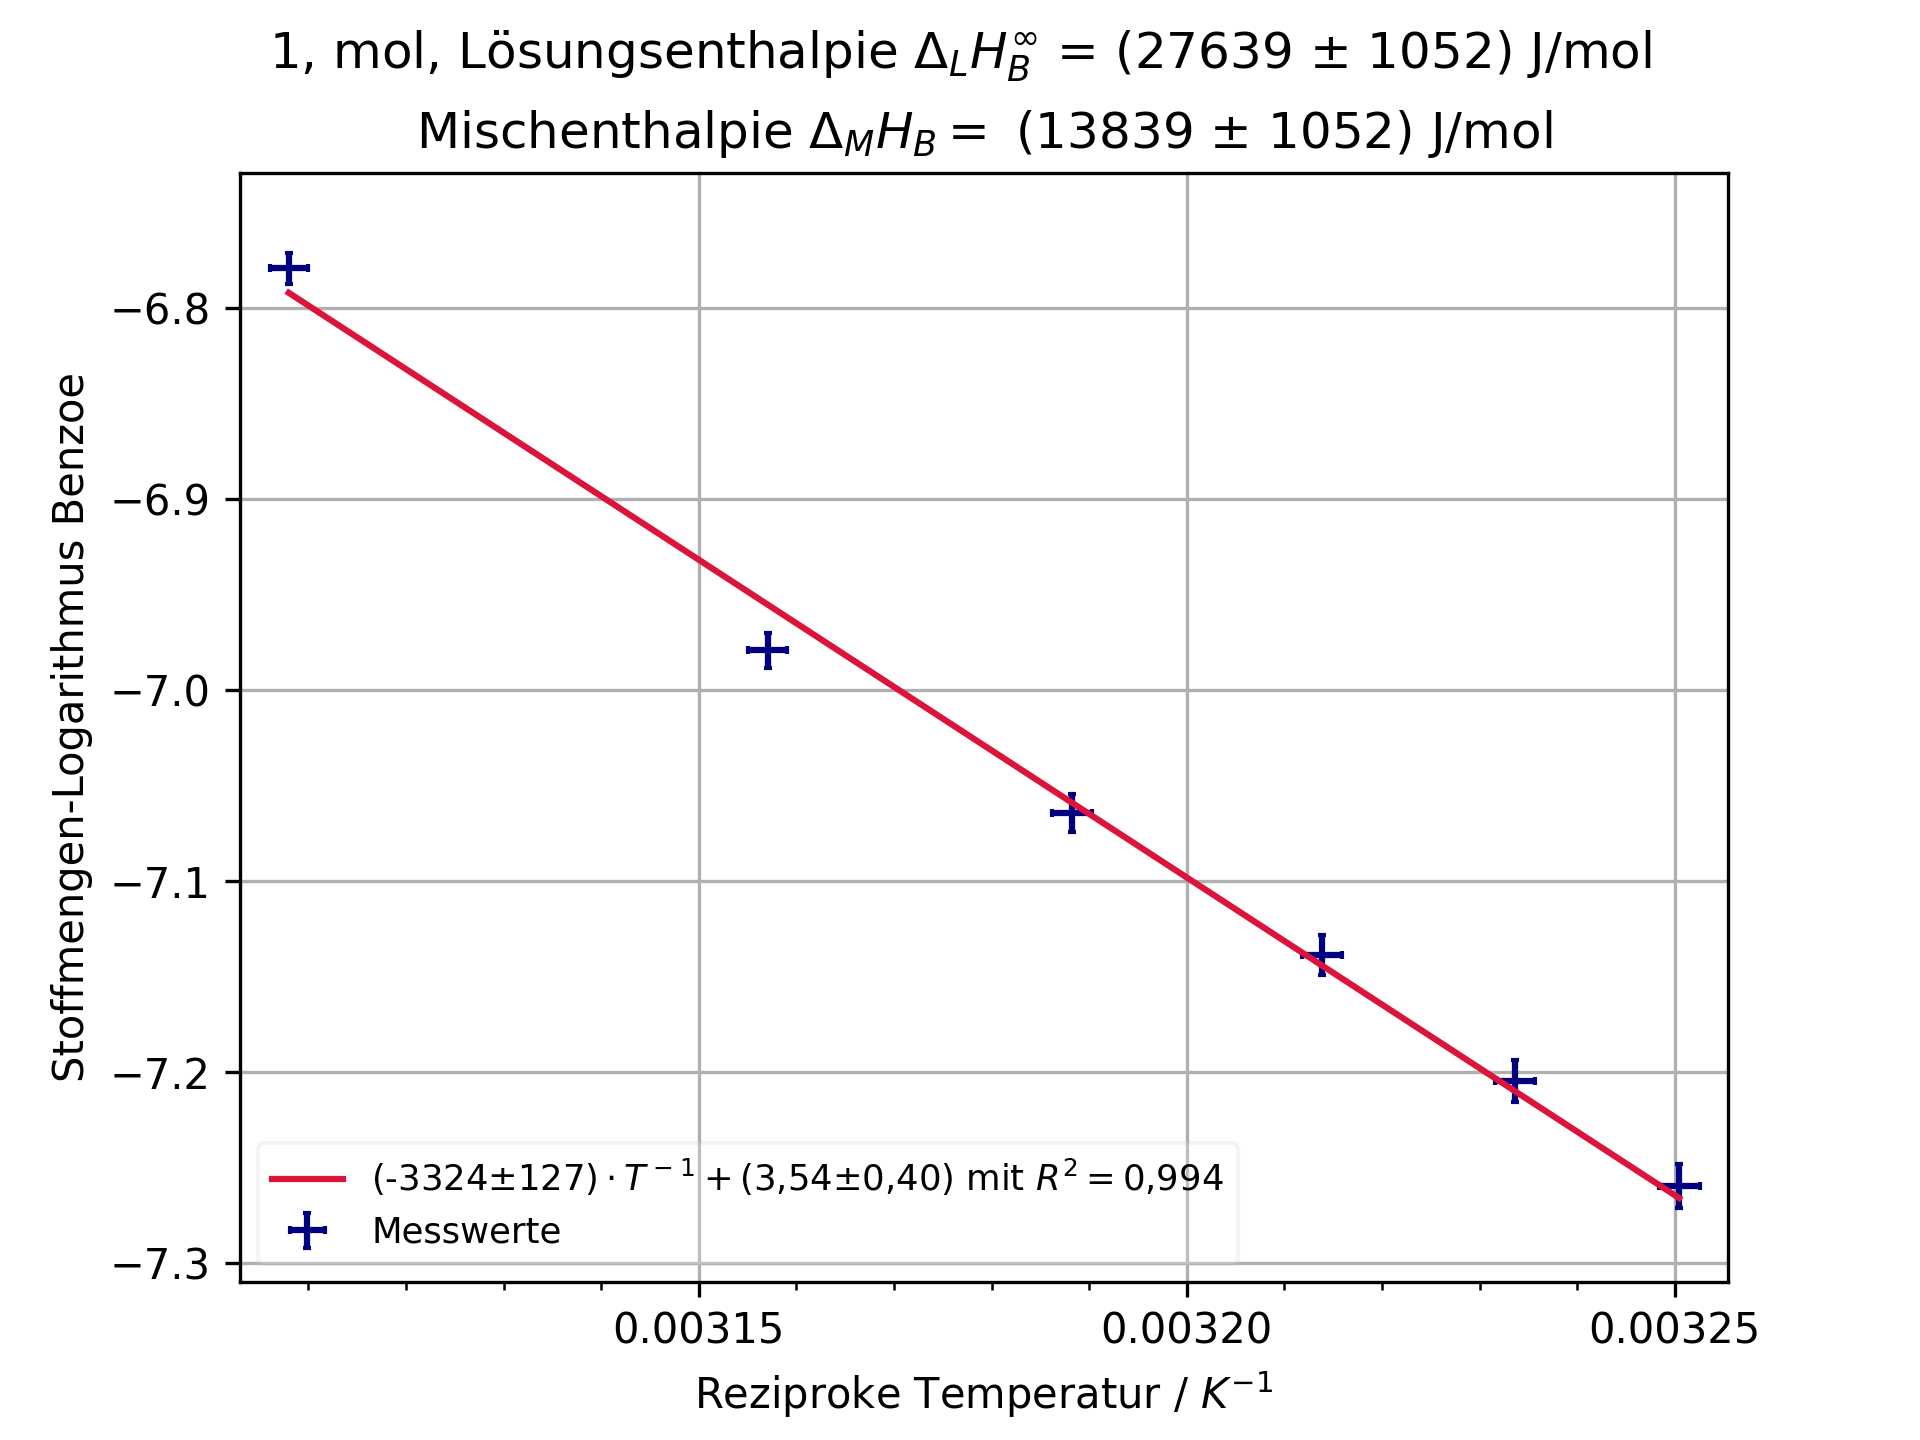 1, mol, Lösungsenthalpie Δ_L H_B^∞ = (27639 ± 1052) J/mol
Mischenthalpie Δ_M H_B = (13839 ± 1052) J/mol
−6.8
−6.9
−7.0
−7.1
−7.2
−7.3
Stoffmengen-Logarithmus Benzoe
(-3324±127) · T⁻¹ + (3,54±0,40) mit R² = 0,994
Messwerte
0.00315 0.00320 0.00325
Reziproke Temperatur / K⁻¹